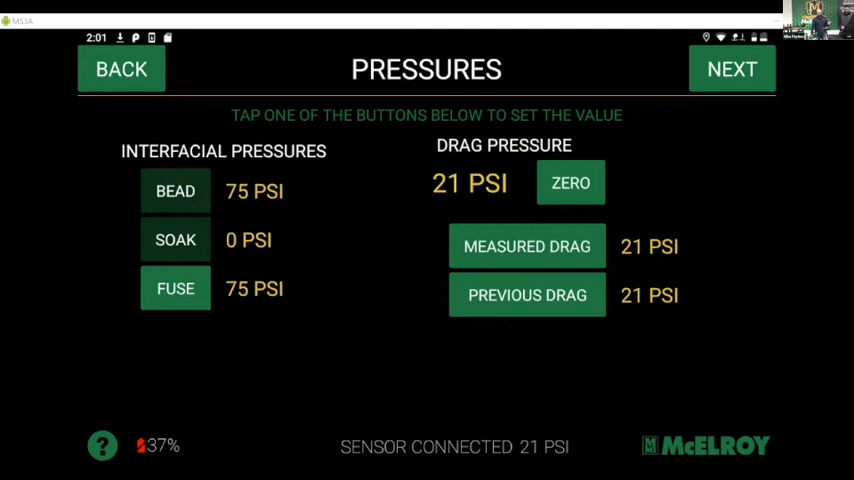 MS3A
2:01
BACK
PRESSURES
NEXT
TAP ONE OF THE BUTTONS BELOW TO SET THE VALUE
INTERFACIAL PRESSURES
BEAD 75 PSI
SOAK 0 PSI
FUSE 75 PSI
DRAG PRESSURE
21 PSI ZERO
MEASURED DRAG 21 PSI
PREVIOUS DRAG 21 PSI
? 37%
SENSOR CONNECTED 21 PSI
McELROY